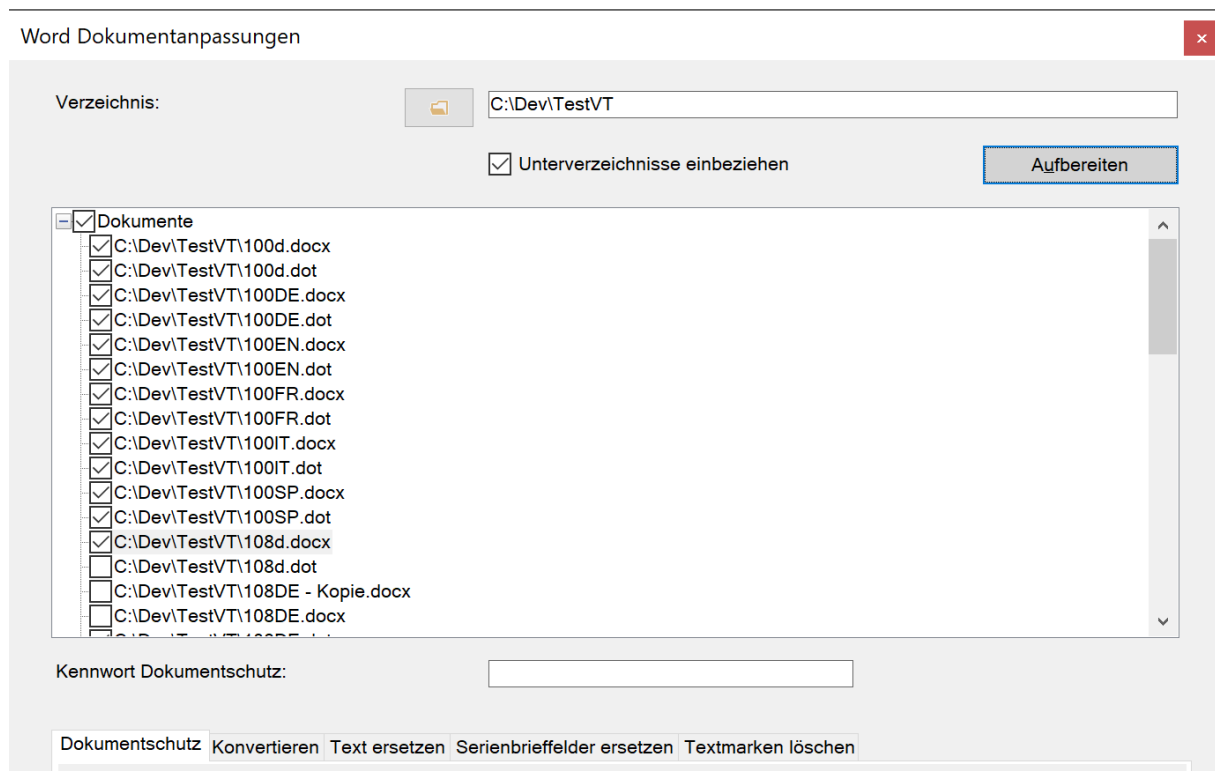 Word Dokumentanpassungen
Verzeichnis:
C:\Dev\TestVT
Unterverzeichnisse einbeziehen
Aufbereiten
Dokumente
C:\Dev\TestVT\100d.docx
C:\Dev\TestVT\100d.dot
C:\Dev\TestVT\100DE.docx
C:\Dev\TestVT\100DE.dot
C:\Dev\TestVT\100EN.docx
C:\Dev\TestVT\100EN.dot
C:\Dev\TestVT\100FR.docx
C:\Dev\TestVT\100FR.dot
C:\Dev\TestVT\100IT.docx
C:\Dev\TestVT\100IT.dot
C:\Dev\TestVT\100SP.docx
C:\Dev\TestVT\100SP.dot
C:\Dev\TestVT\108d.docx
C:\Dev\TestVT\108d.dot
C:\Dev\TestVT\108DE - Kopie.docx
C:\Dev\TestVT\108DE.docx
Kennwort Dokumentschutz:
Dokumentschutz Konvertieren Text ersetzen Serienbrieffelder ersetzen Textmarken löschen